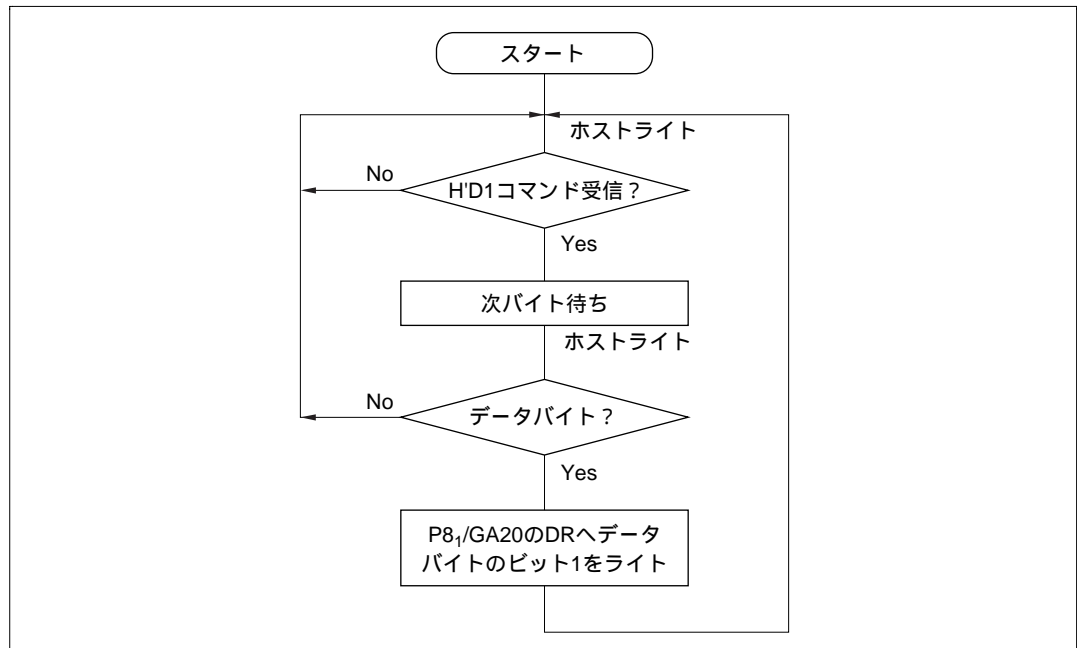 スタート
ホストライト
No
H'D1コマンド受信？
Yes
次バイト待ち
ホストライト
No
データバイト？
Yes
P8₁/GA20のDRへデータ
バイトのビット1をライト